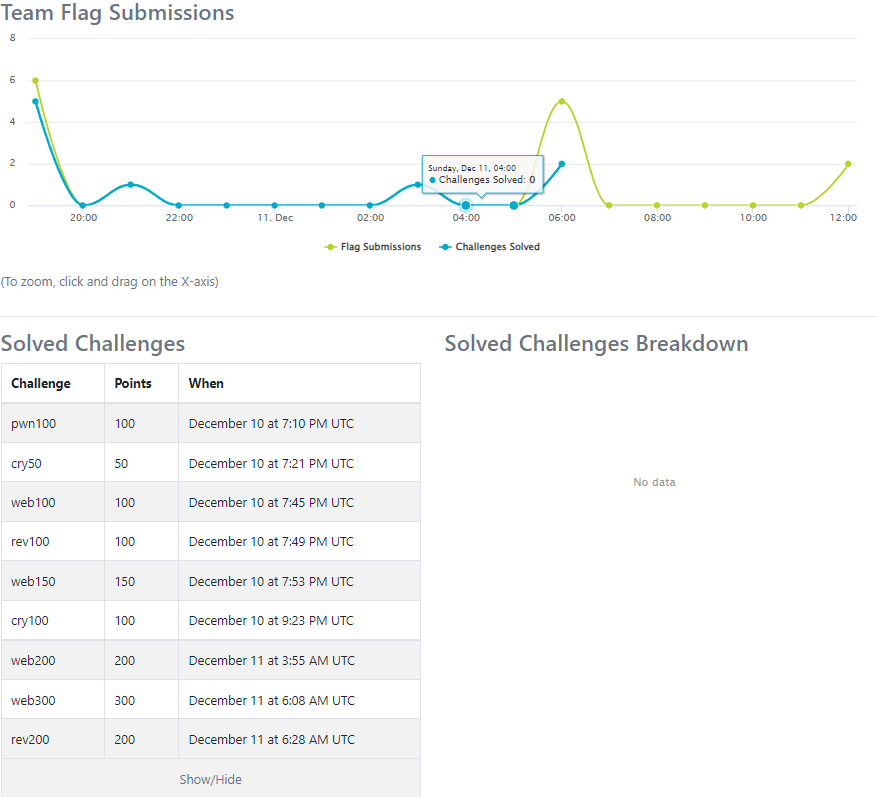 Team Flag Submissions
8
6
4
2
0
Sunday, Dec 11, 04:00
Challenges Solved: 0
20:00 22:00 11. Dec 02:00 04:00 06:00 08:00 10:00 12:00
Flag Submissions Challenges Solved
(To zoom, click and drag on the X-axis)
Solved Challenges
Challenge Points When
pwn100 100 December 10 at 7:10 PM UTC
cry50 50 December 10 at 7:21 PM UTC
web100 100 December 10 at 7:45 PM UTC
rev100 100 December 10 at 7:49 PM UTC
web150 150 December 10 at 7:53 PM UTC
cry100 100 December 10 at 9:23 PM UTC
web200 200 December 11 at 3:55 AM UTC
web300 300 December 11 at 6:08 AM UTC
rev200 200 December 11 at 6:28 AM UTC
Show/Hide
Solved Challenges Breakdown
No data